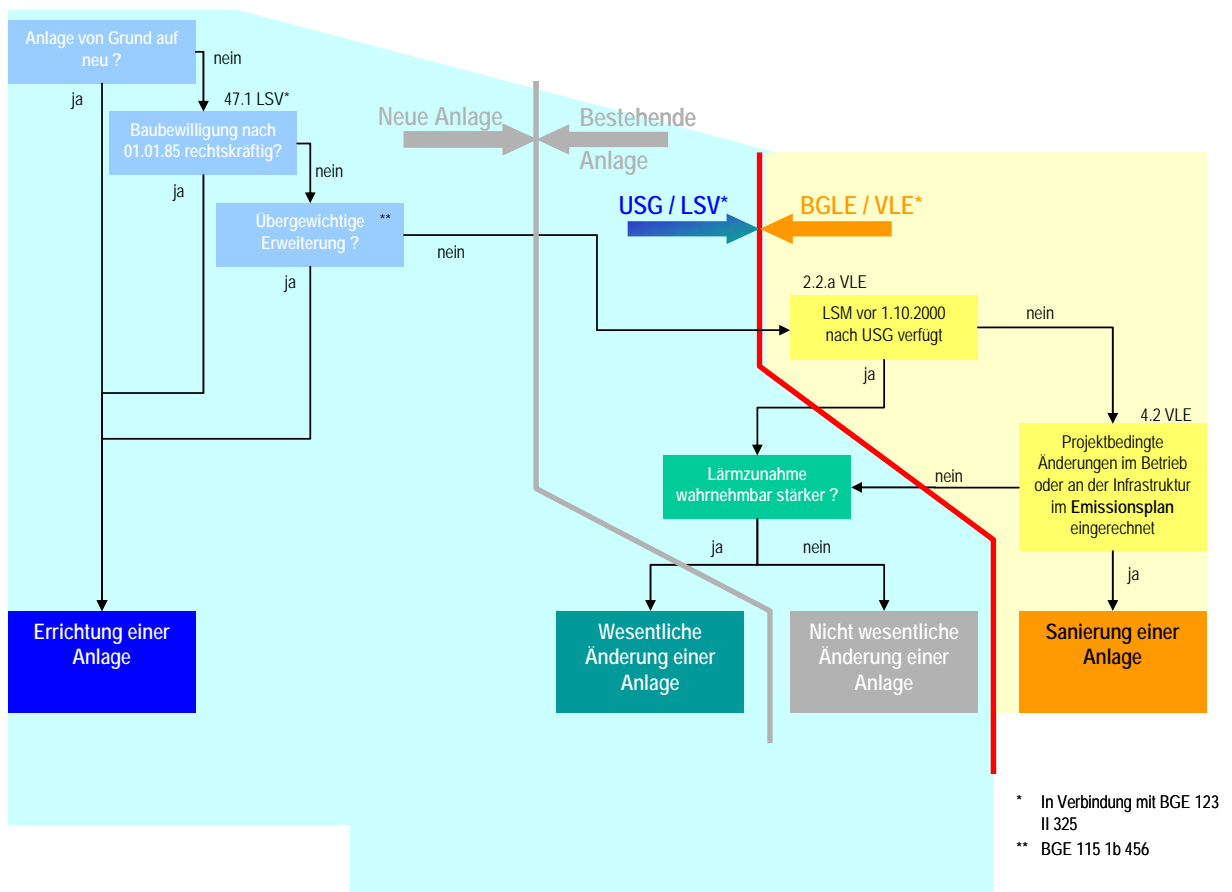 Anlage von Grund auf
neu ?
nein
ja
47.1 LSV*
Baubewilligung nach
01.01.85 rechtskräftig?
nein
ja
Übergewichtige **
Erweiterung ?
nein
ja
Neue Anlage
Bestehende
Anlage
USG / LSV*
BGLE / VLE*
2.2.a VLE
LSM vor 1.10.2000
nach USG verfügt
nein
ja
4.2 VLE
Projektbedingte
Änderungen im Betrieb
oder an der Infrastruktur
im Emissionsplan
eingerechnet
nein
ja
Lärmzunahme
wahrnehmbar stärker ?
ja
nein
Errichtung einer
Anlage
Wesentliche
Änderung einer
Anlage
Nicht wesentliche
Änderung einer
Anlage
Sanierung einer
Anlage
* In Verbindung mit BGE 123
II 325
** BGE 115 1b 456